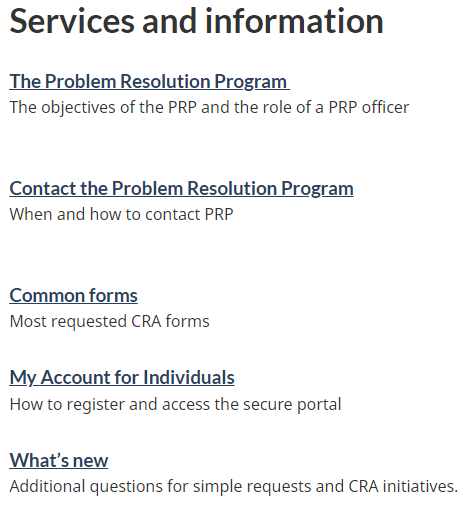 Services and information
The Problem Resolution Program
The objectives of the PRP and the role of a PRP officer
Contact the Problem Resolution Program
When and how to contact PRP
Common forms
Most requested CRA forms
My Account for Individuals
How to register and access the secure portal
What’s new
Additional questions for simple requests and CRA initiatives.